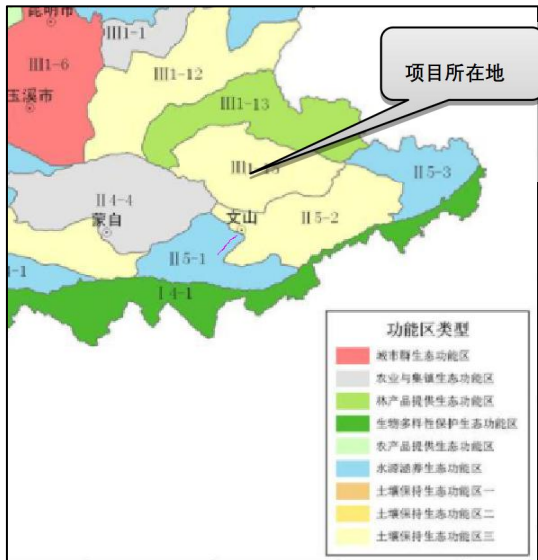 昆明市
III1-1
III1-6
III1-12
项目所在地
玉溪市
III1-13
II5-3
II4-4
蒙自
文山
II5-2
II5-1
I4-1
功能区类型
城市群生态功能区
农业与集镇生态功能区
林产品提供生态功能区
生物多样性保护生态功能区
农产品提供生态功能区
水源涵养生态功能区
土壤保持生态功能区一
土壤保持生态功能区二
土壤保持生态功能区三